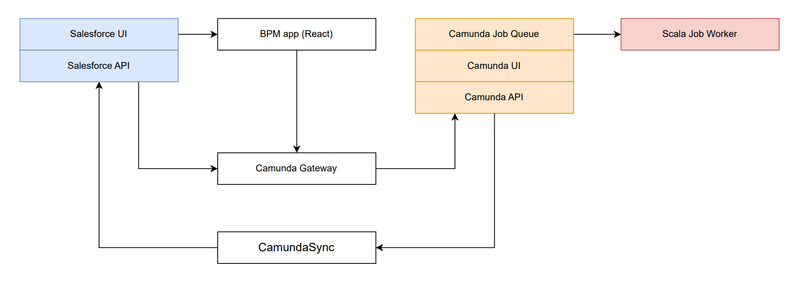 Salesforce UI
BPM app (React)
Camunda Job Queue
Scala Job Worker
Salesforce API
Camunda UI
Camunda API
Camunda Gateway
CamundaSync